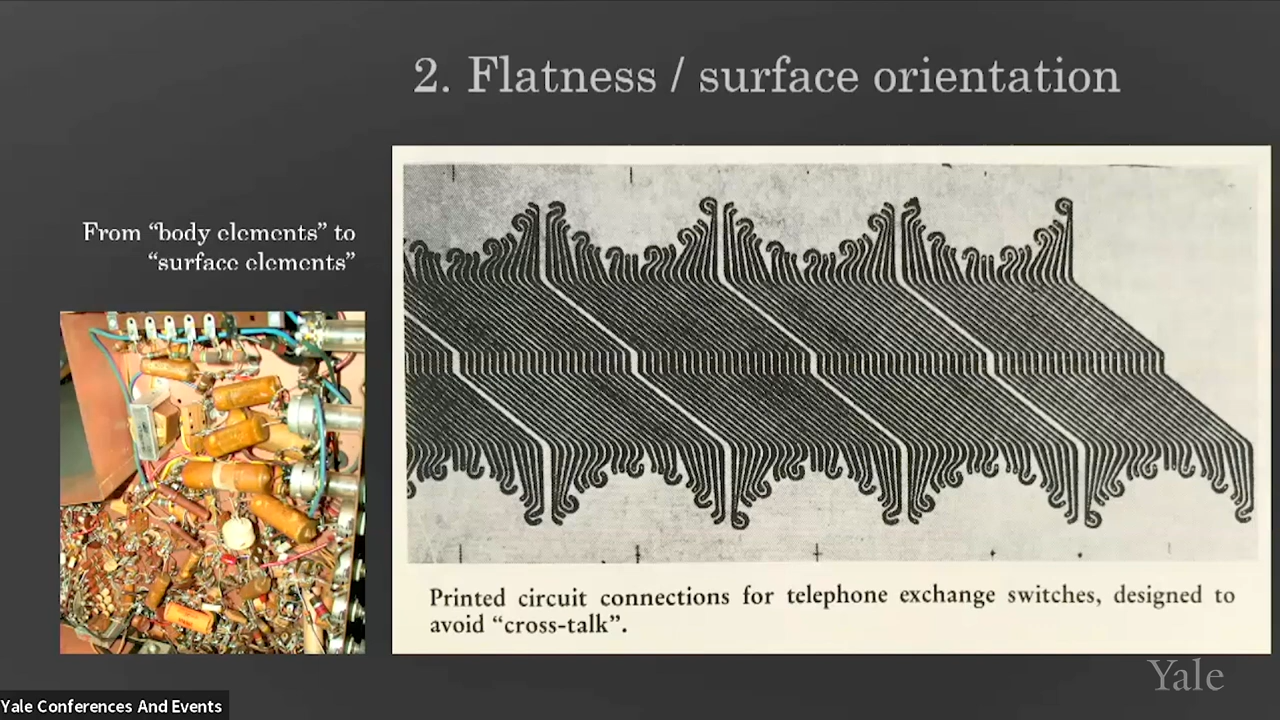 2. Flatness / surface orientation
From “body elements” to
“surface elements”
Printed circuit connections for telephone exchange switches, designed to
avoid “cross-talk”.
Yale
Yale Conferences And Events